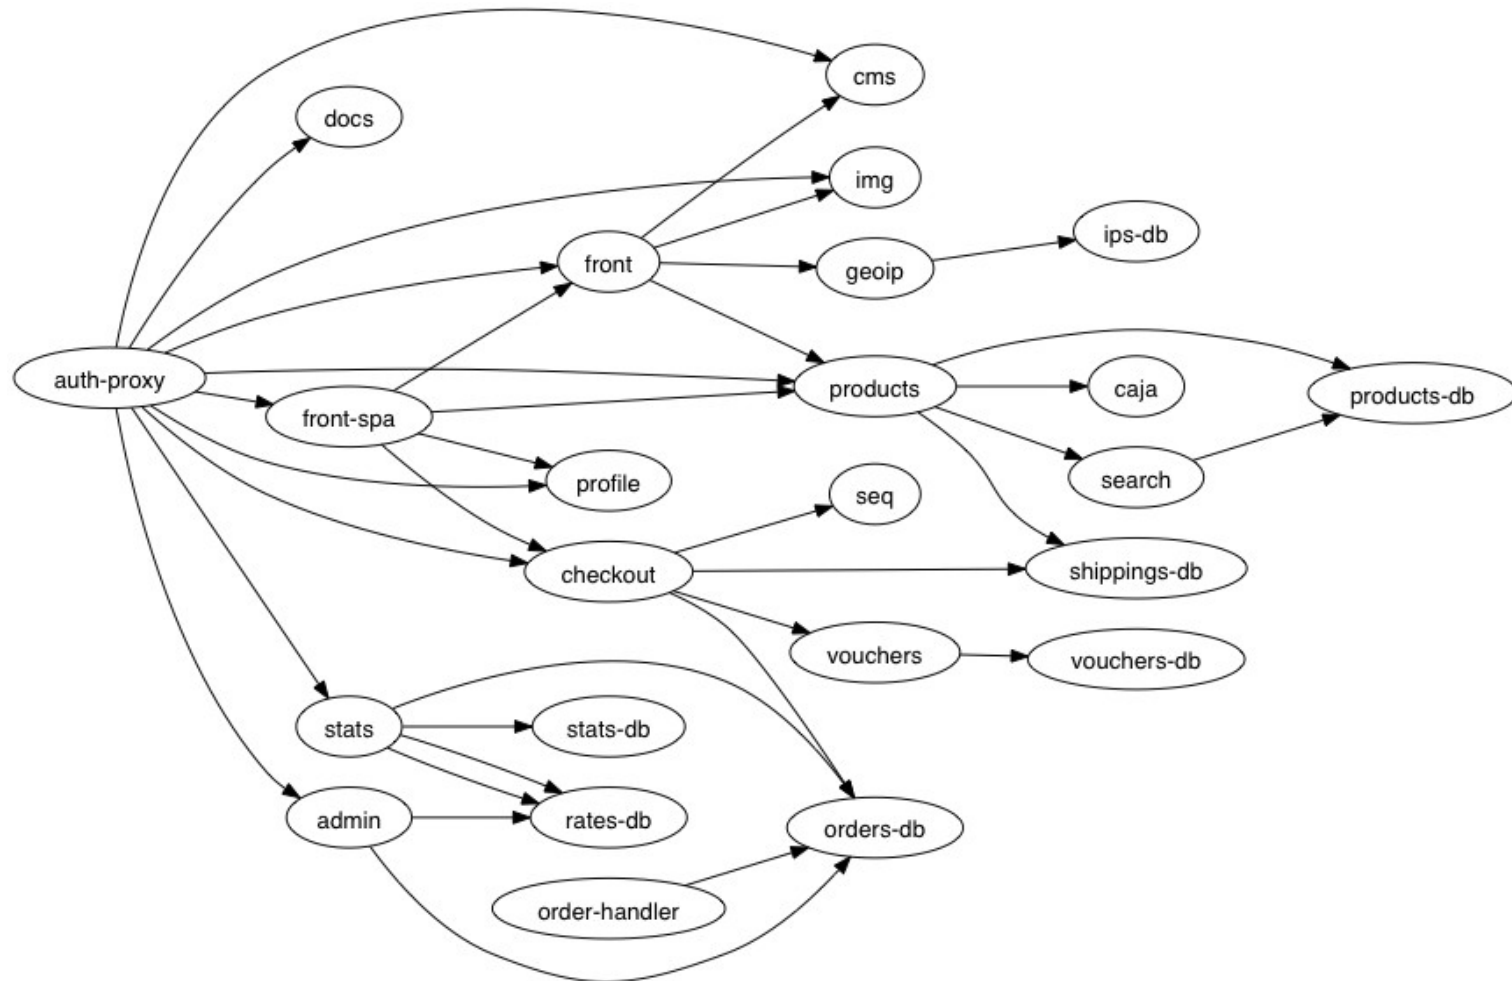 cms
docs
img
ips-db
front
geoip
auth-proxy
products
caja
products-db
front-spa
search
profile
seq
checkout
shippings-db
vouchers
vouchers-db
stats
stats-db
admin
rates-db
orders-db
order-handler